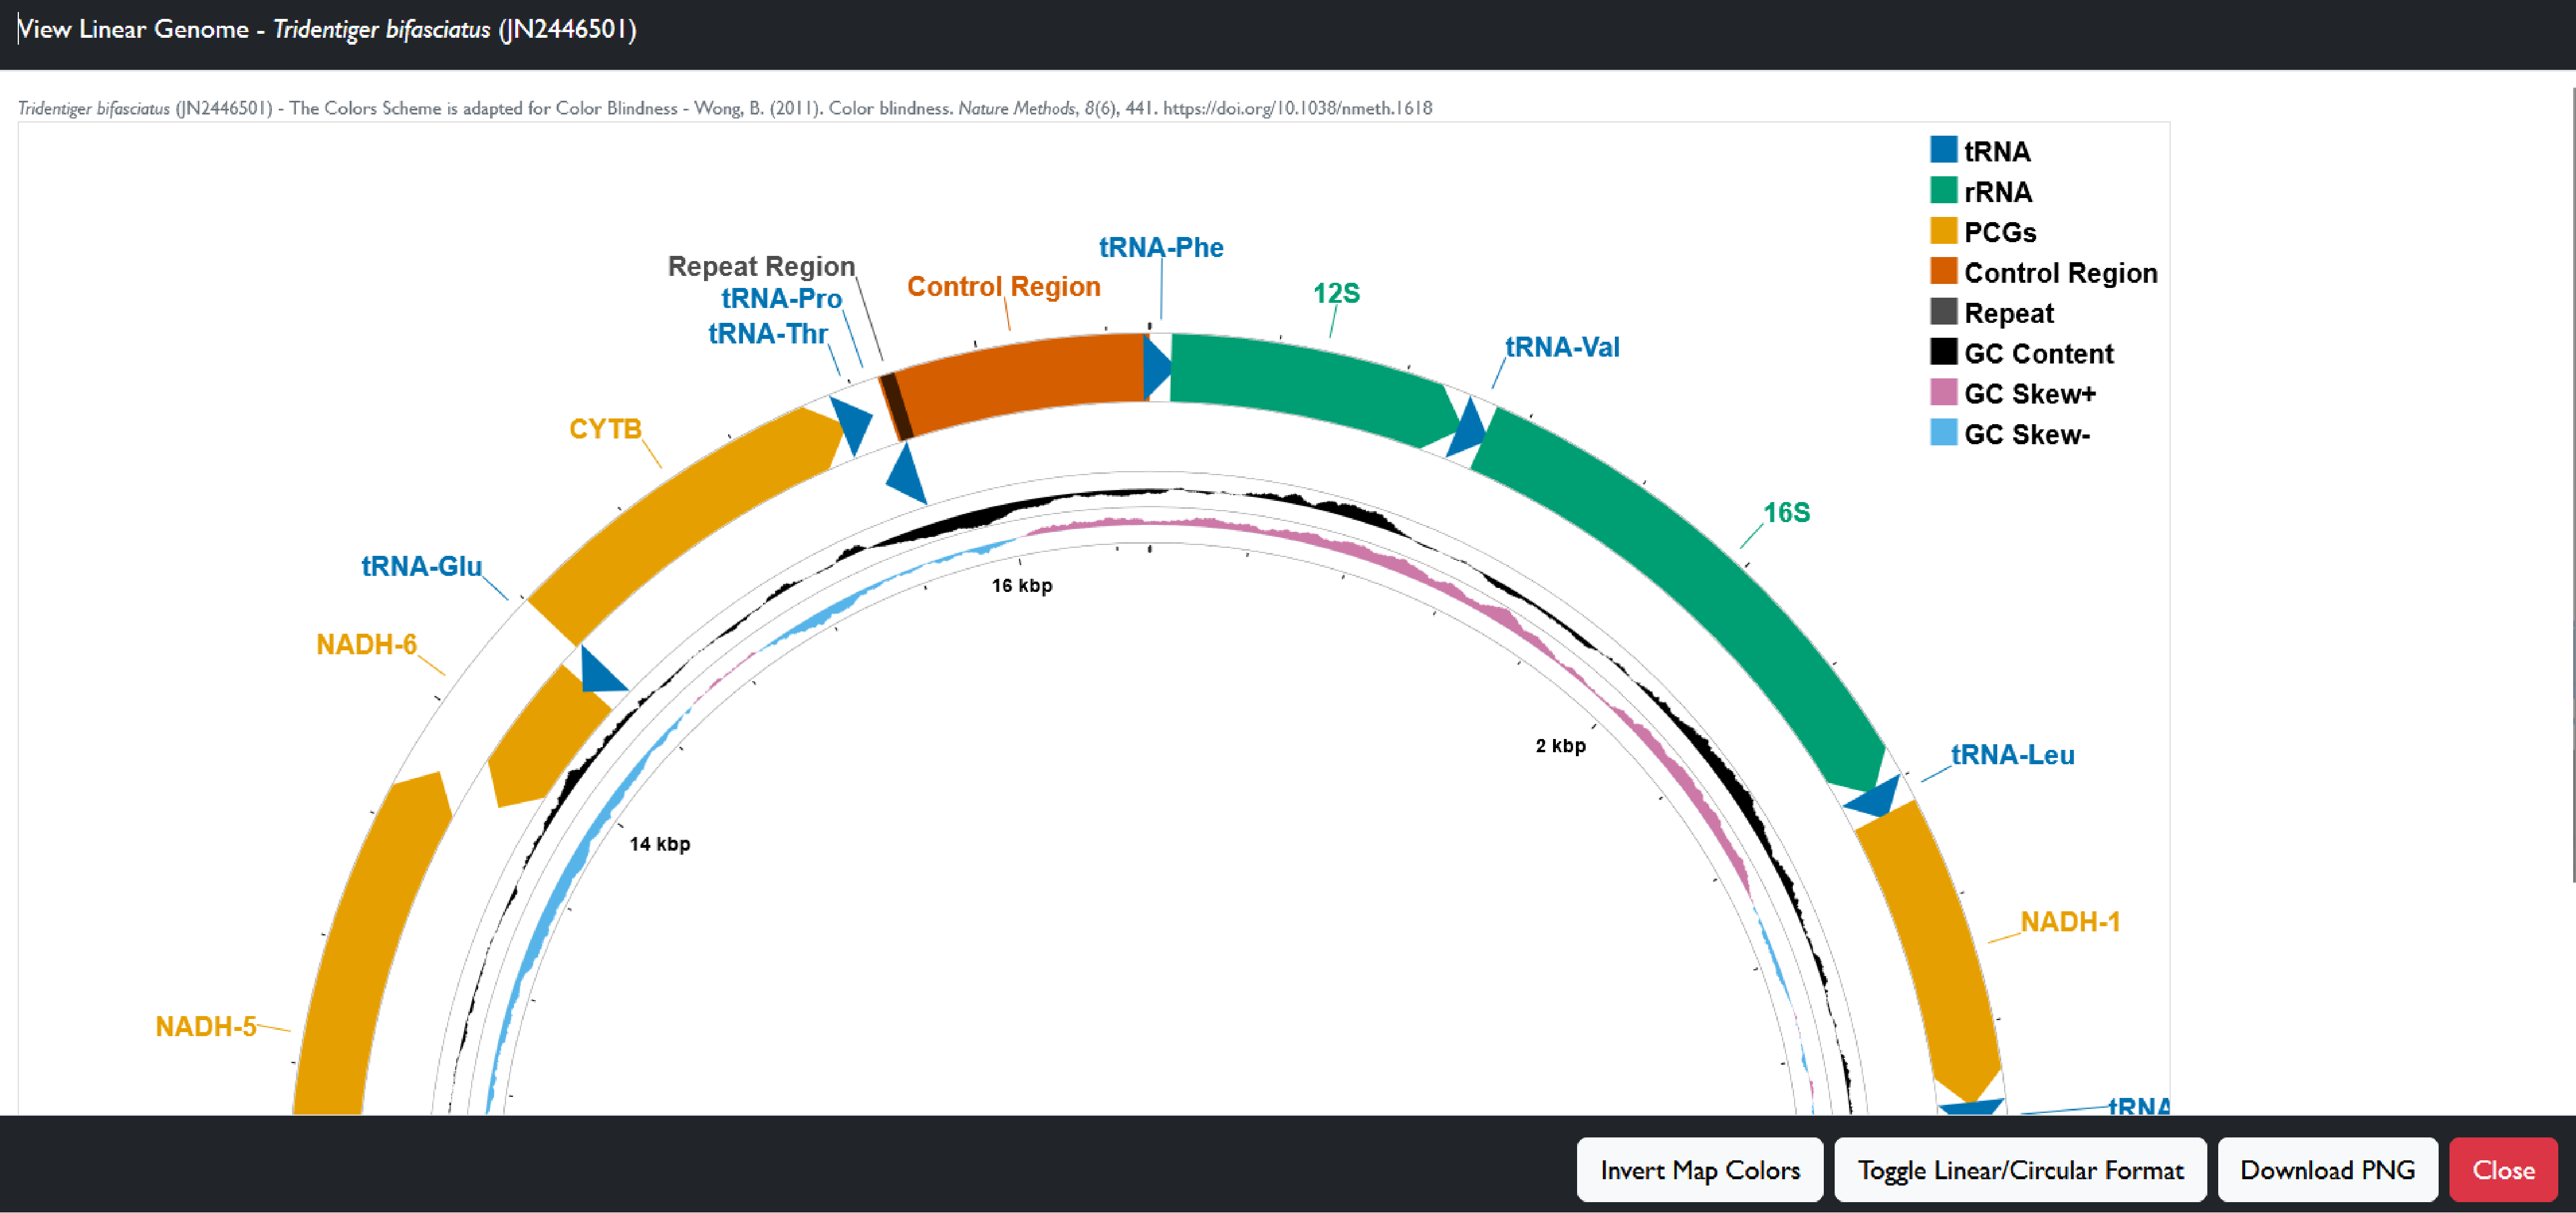 View Linear Genome - Tridentiger bifasciatus (JN2446501)
Tridentiger bifasciatus (JN2446501) - The Colors Scheme is adapted for Color Blindness - Wong, B. (2011). Color blindness. Nature Methods, 8(6), 441. https://doi.org/10.1038/nmeth.1618
tRNA
rRNA
PCGs
Control Region
Repeat
GC Content
GC Skew+
GC Skew-
tRNA-Phe
Repeat Region
Control Region
12S
tRNA-Pro
tRNA-Thr
tRNA-Val
CYTB
16S
tRNA-Glu
16 kbp
NADH-6
2 kbp
tRNA-Leu
14 kbp
NADH-1
NADH-5
tRNA
Invert Map Colors
Toggle Linear/Circular Format
Download PNG
Close